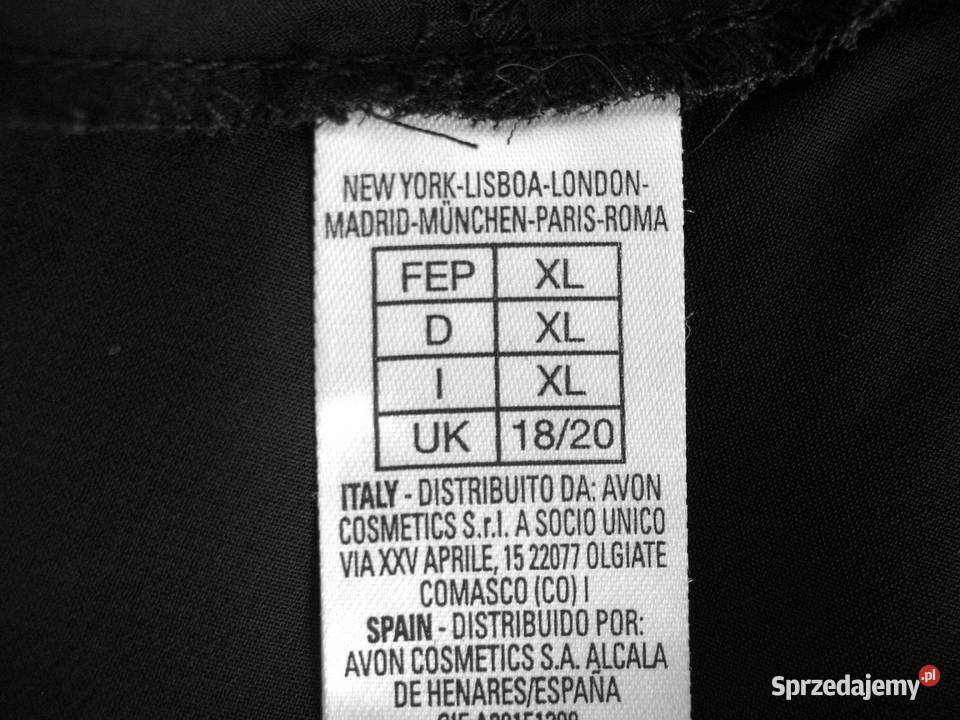 NEW YORK-LISBOA-LONDON-
MADRID-MÜNCHEN-PARIS-ROMA
FEP XL
D XL
I XL
UK 18/20
ITALY - DISTRIBUITO DA: AVON
COSMETICS S.r.l. A SOCIO UNICO
VIA XXV APRILE, 15 22077 OLGIATE
COMASCO (CO) I
SPAIN - DISTRIBUIDO POR:
AVON COSMETICS S.A. ALCALA
DE HENARES/ESPAÑA
Sprzedajemy.pl